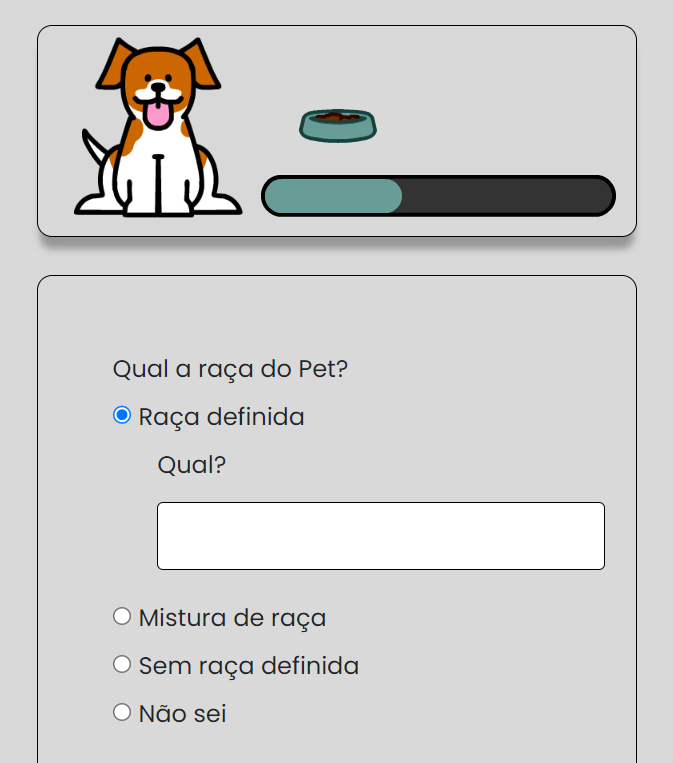 Qual a raça do Pet?
Raça definida
Qual?
Mistura de raça
Sem raça definida
Não sei